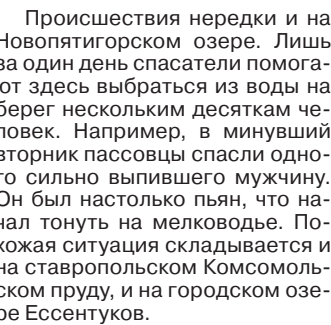 Происшествия нередки и на
Новопятигорском озере. Лишь
за один день спасатели помога-
ют здесь выбраться из воды на
берег нескольким десяткам че-
ловек. Например, в минувший
вторник пассовцы спасли одно-
го сильно выпившего мужчину.
Он был настолько пьян, что на-
чал тонуть на мелководье. По-
хожая ситуация складывается и
на ставропольском Комсомоль-
ском пруду, и на городском озе-
ре Ессентуков.